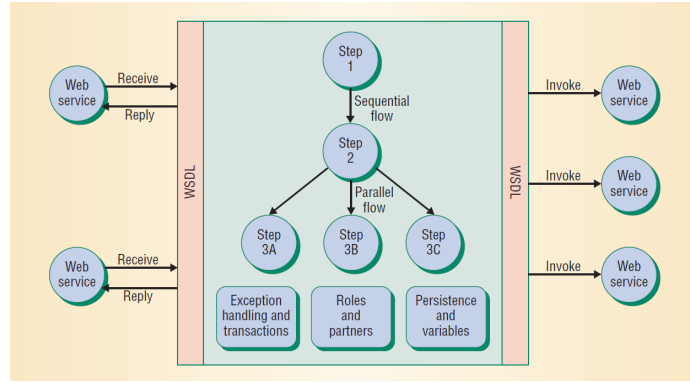 Web
service
Receive
Reply
Web
service
Receive
Reply
WSDL
Step
1
Sequential
flow
Step
2
Parallel
flow
Step
3A
Step
3B
Step
3C
Exception
handling and
transactions
Roles
and
partners
Persistence
and
variables
WSDL
Invoke
Web
service
Invoke
Web
service
Invoke
Web
service